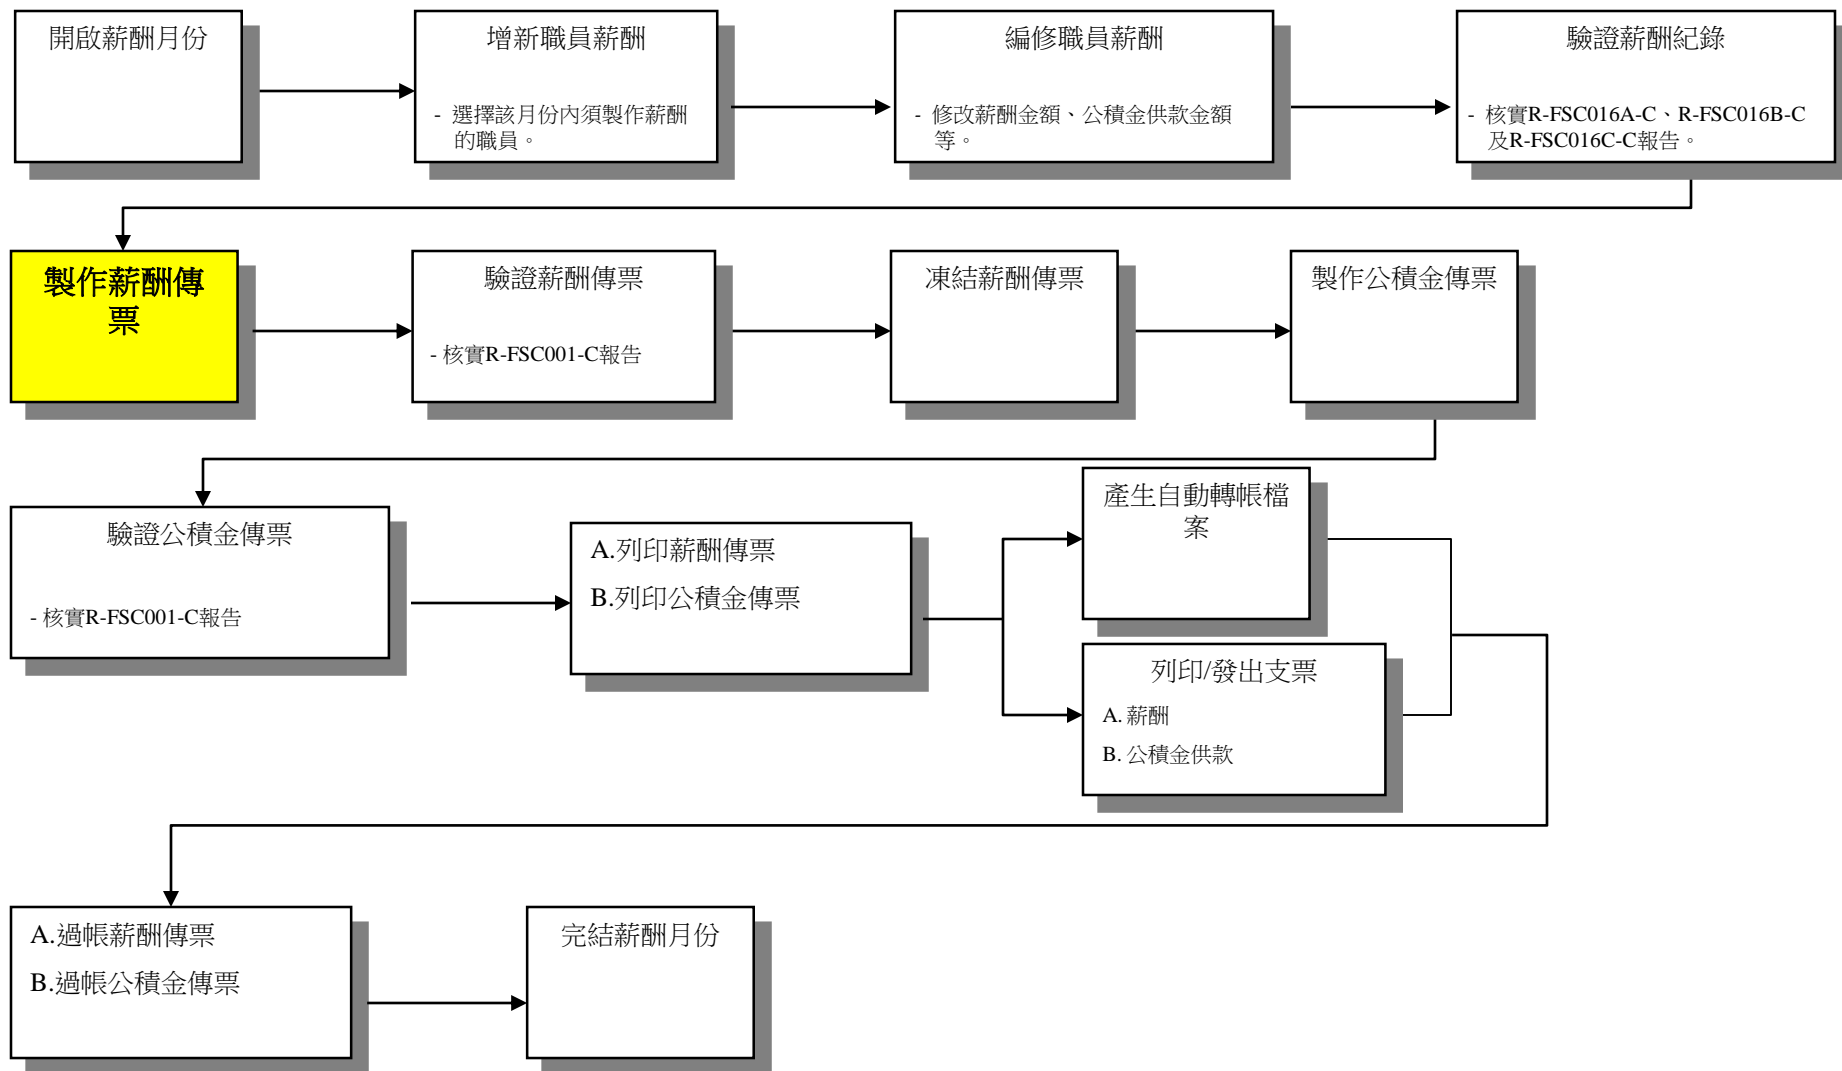 開啟薪酬月份
增新職員薪酬
- 選擇該月份內須製作薪酬
的職員。
編修職員薪酬
- 修改薪酬金額、公積金供款金額
等。
驗證薪酬紀錄
- 核實R-FSC016A-C、R-FSC016B-C
及R-FSC016C-C報告。
製作薪酬傳
票
驗證薪酬傳票
- 核實R-FSC001-C報告
凍結薪酬傳票
製作公積金傳票
驗證公積金傳票
- 核實R-FSC001-C報告
A.列印薪酬傳票
B.列印公積金傳票
產生自動轉帳檔
案
列印/發出支票
A. 薪酬
B. 公積金供款
A.過帳薪酬傳票
B.過帳公積金傳票
完結薪酬月份